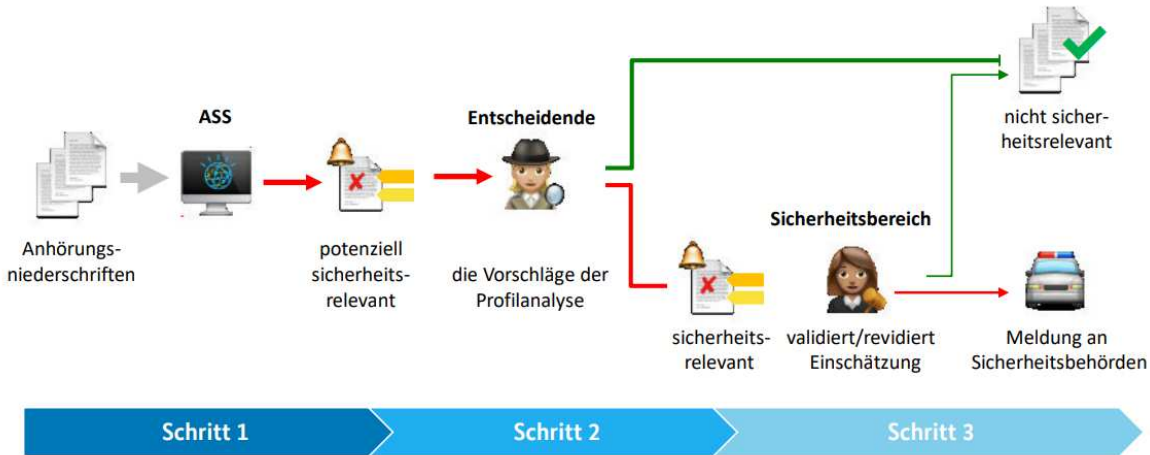 ASS
Entscheidende
nicht sicher-
heitsrelevant
Sicherheitsbereich
Anhörungs-
niederschriften
potenziell
sicherheits-
relevant
die Vorschläge der
Profilanalyse
sicherheits-
relevant
validiert/revidiert
Einschätzung
Meldung an
Sicherheitsbehörden
Schritt 1
Schritt 2
Schritt 3